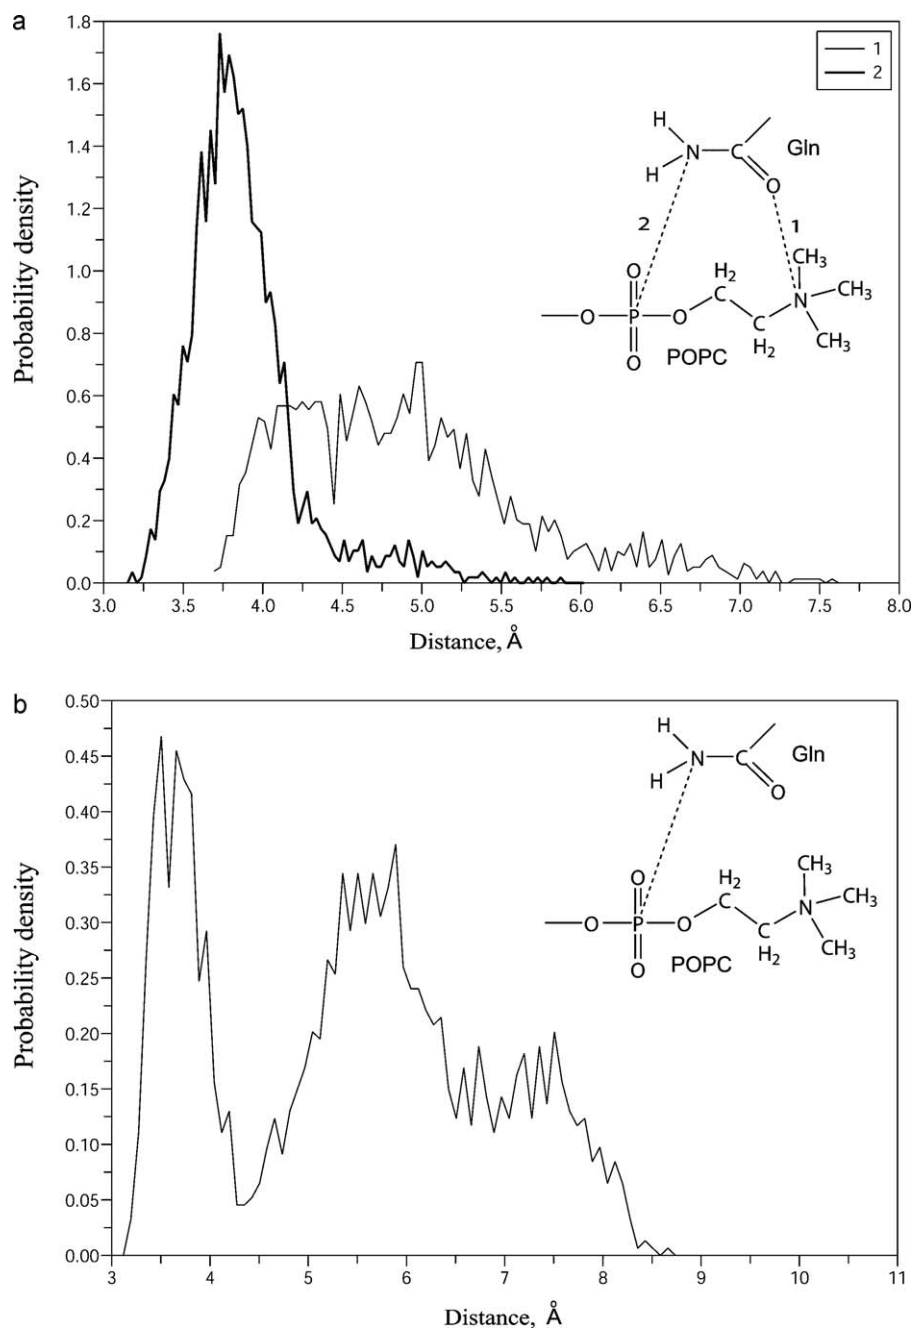 a
1.8
1.6
1.4
1.2
1.0
0.8
0.6
0.4
0.2
0.0
Probability density
3.0 3.5 4.0 4.5 5.0 5.5 6.0 6.5 7.0 7.5 8.0
Distance, Å
1
2
H
H N C Gln
O
2 1
O CH₃
H₂
C N CH₃
O P O C CH₃
H₂
O POPC
b
0.50
0.45
0.40
0.35
0.30
0.25
0.20
0.15
0.10
0.05
0.00
Probability density
3 4 5 6 7 8 9 10 11
Distance, Å
H
N C Gln
H O
O CH₃
H₂
C N CH₃
O P O C CH₃
H₂
O POPC